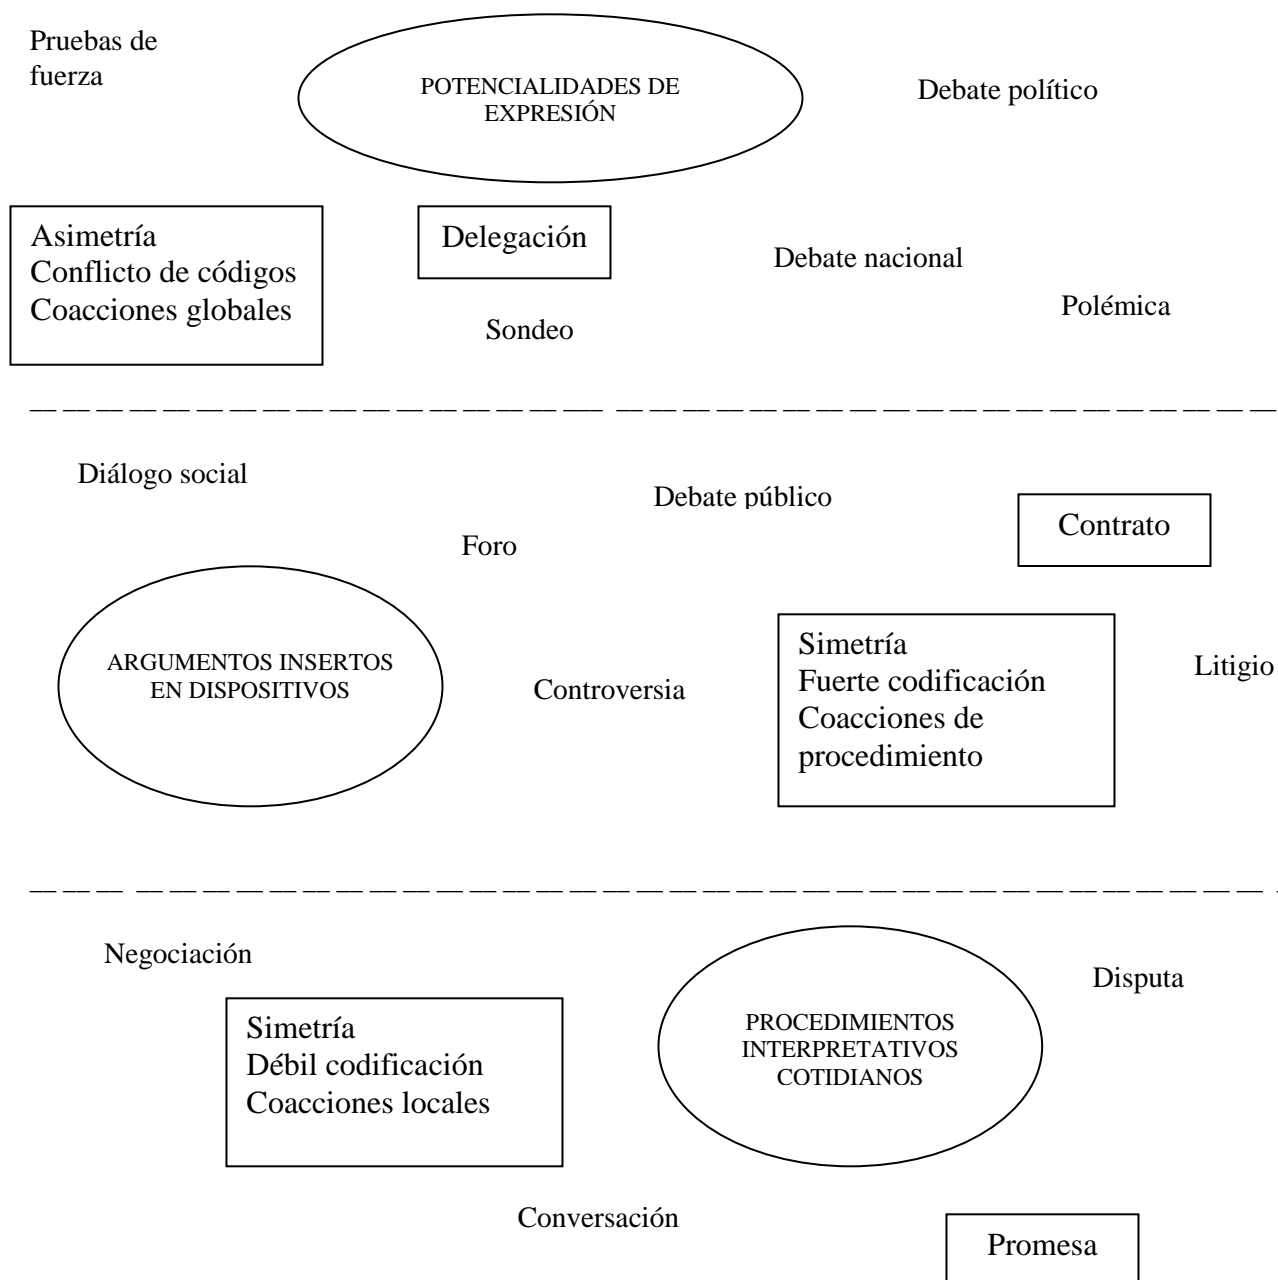 Pruebas de
fuerza
POTENCIALIDADES DE
EXPRESIÓN
Debate político
Asimetría
Conflicto de códigos
Coacciones globales
Delegación
Debate nacional
Polémica
Sondeo
Diálogo social
Debate público
Contrato
Foro
ARGUMENTOS INSERTOS
EN DISPOSITIVOS
Controversia
Simetría
Fuerte codificación
Coacciones de
procedimiento
Litigio
Negociación
Disputa
Simetría
Débil codificación
Coacciones locales
PROCEDIMIENTOS
INTERPRETATIVOS
COTIDIANOS
Conversación
Promesa